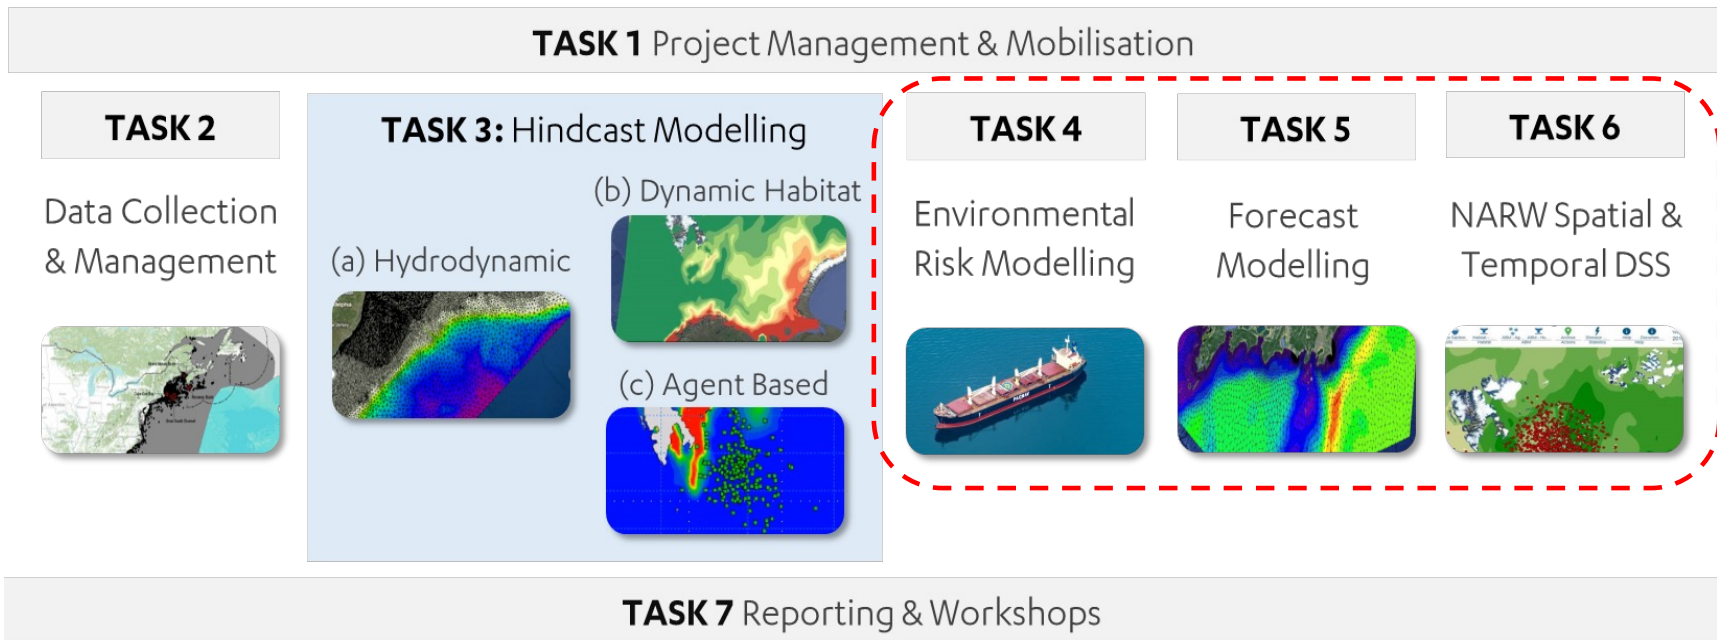 TASK 1 Project Management & Mobilisation
TASK 2
Data Collection
& Management
TASK 3: Hindcast Modelling
(a) Hydrodynamic
(b) Dynamic Habitat
(c) Agent Based
TASK 4
Environmental
Risk Modelling
TASK 5
Forecast
Modelling
TASK 6
NARW Spatial &
Temporal DSS
TASK 7 Reporting & Workshops